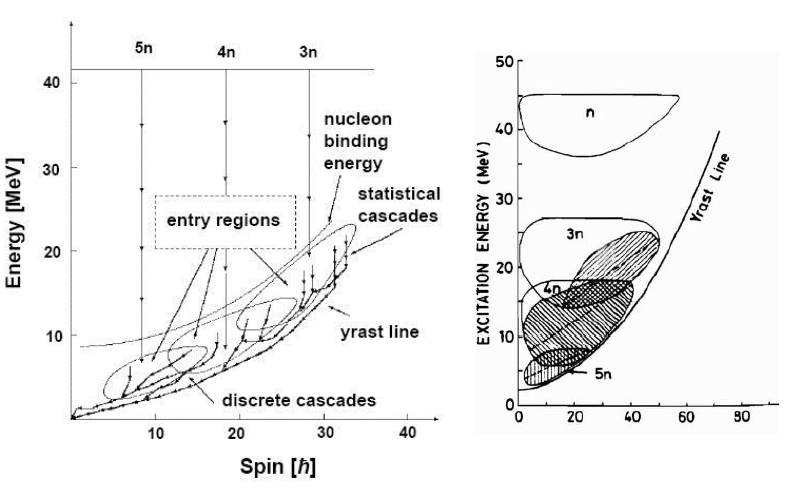 5n 4n 3n
40
30
20
10
Energy [MeV]
nucleon
binding
energy
statistical
cascades
entry regions
yrast line
discrete cascades
10 20 30 40
Spin [ħ]
50
40
30
20
10
0
EXCITATION ENERGY (MeV)
n
3n
4n
5n
Yrast Line
0 20 40 60 80